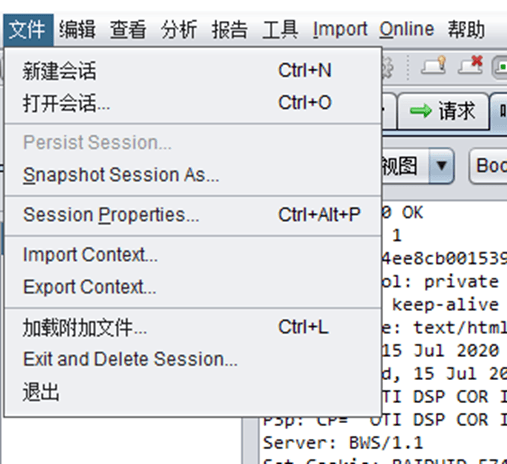 文件 编辑 查看 分析 报告 工具 Import Online 帮助
新建会话 Ctrl+N
打开会话... Ctrl+O
请求
Persist Session...
Snapshot Session As...
视图
Session Properties... Ctrl+Alt+P
0 OK
1
Import Context...
4ee8cb001539
ol: private
Export Context...
keep-alive
加载附加文件... Ctrl+L
e: text/html
15 Jul 2020
Exit and Delete Session...
d, 15 Jul 20
退出
OTI DSP COR I
P3p: CP=" OTI DSP COR I
Server: BWS/1.1